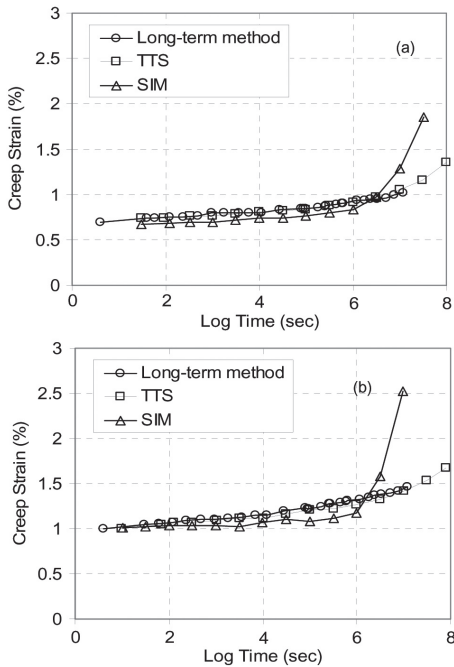 3
(a)
Long-term method
TTS
SIM
2.5
2
1.5
1
0.5
0
Creep Strain (%)
0 2 4 6 8
Log Time (sec)
3
(b)
Long-term method
TTS
SIM
2.5
2
1.5
1
0.5
0
Creep Strain (%)
0 2 4 6 8
Log Time (sec)